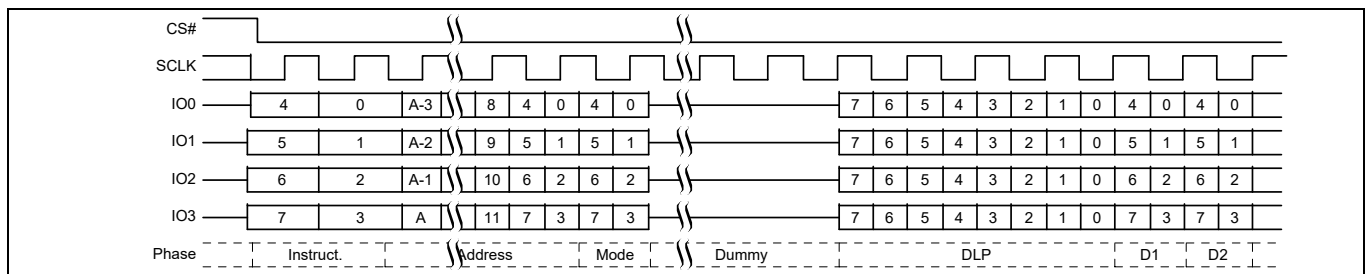 CS#
SCLK
IO0 4 0 A-3 8 4 0 4 0 7 6 5 4 3 2 1 0 4 0 4 0
IO1 5 1 A-2 9 5 1 5 1 7 6 5 4 3 2 1 0 5 1 5 1
IO2 6 2 A-1 10 6 2 6 2 7 6 5 4 3 2 1 0 6 2 6 2
IO3 7 3 A 11 7 3 7 3 7 6 5 4 3 2 1 0 7 3 7 3
Phase Instruct. Address Mode Dummy DLP D1 D2